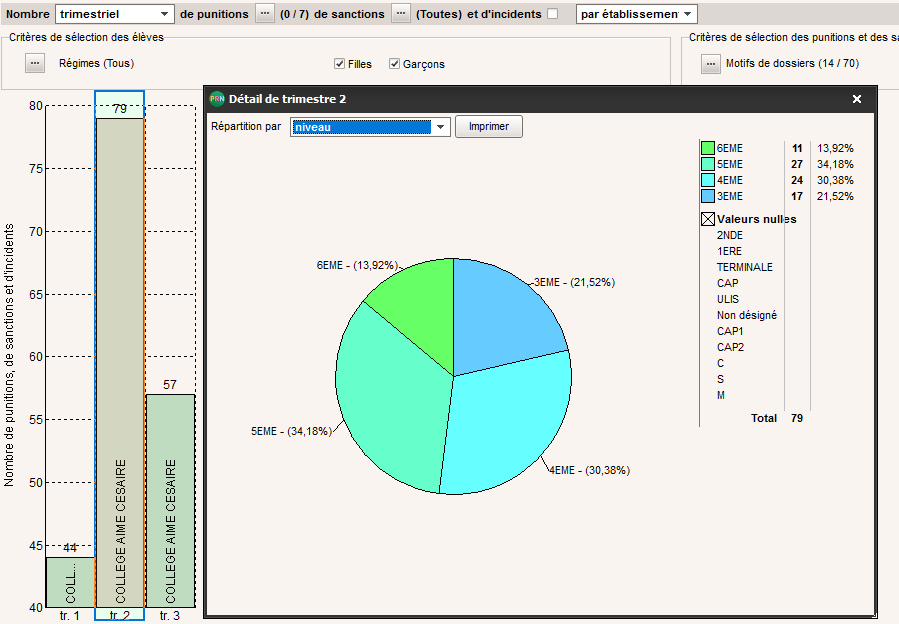 Nombre trimestriel de punitions ... (0 / 7) de sanctions ... (Toutes) et d'incidents par établissemen
Critères de sélection des élèves
Critères de sélection des punitions et des sa
... Régimes (Tous) Filles Garçons
... Motifs de dossiers (14 / 70)
Nombre de punitions, de sanctions et d'incidents
80
75
70
65
60
55
50
45
40
44
79
57
COLL...
COLLEGE AIME CESAIRE
COLLEGE AIME CESAIRE
tr. 1 tr. 2 tr. 3
PRN Détail de trimestre 2
Répartition par niveau Imprimer
6EME - (13,92%)
3EME - (21,52%)
5EME - (34,18%)
4EME - (30,38%)
6EME 11 13,92%
5EME 27 34,18%
4EME 24 30,38%
3EME 17 21,52%
Valeurs nulles
2NDE
1ERE
TERMINALE
CAP
ULIS
Non désigné
CAP1
CAP2
C
S
M
Total 79